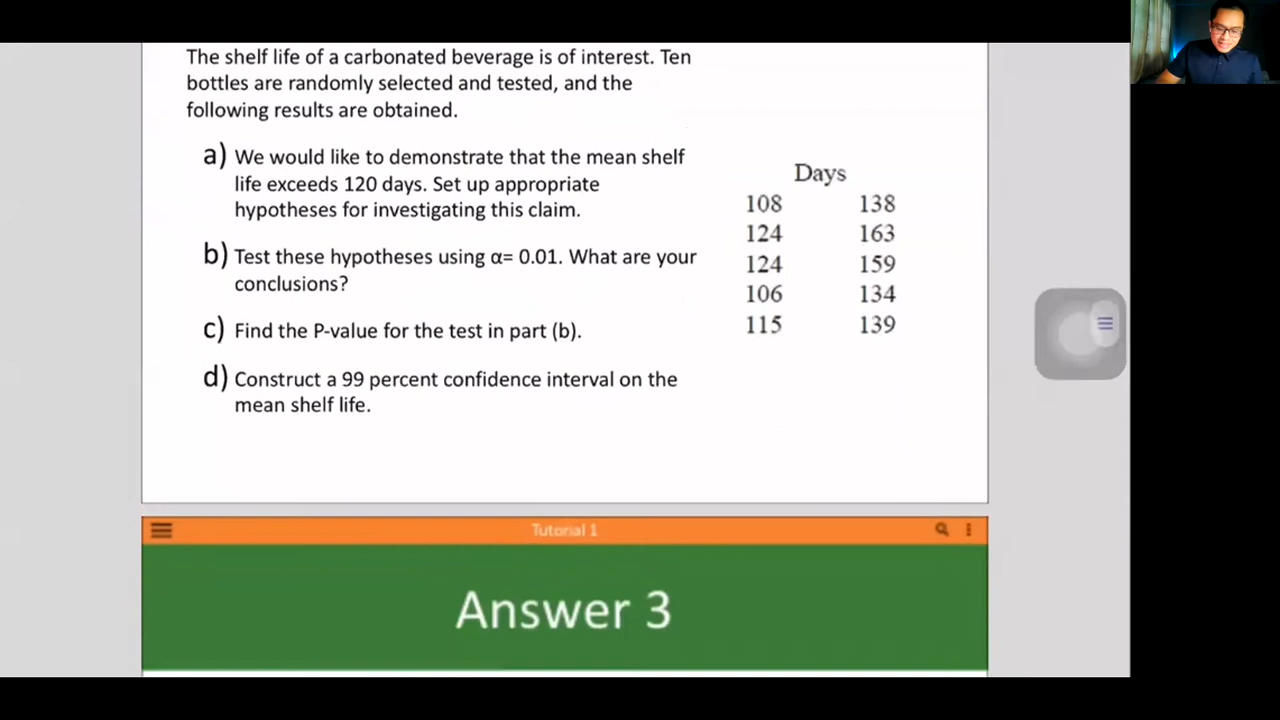 The shelf life of a carbonated beverage is of interest. Ten
bottles are randomly selected and tested, and the
following results are obtained.
a) We would like to demonstrate that the mean shelf
life exceeds 120 days. Set up appropriate
hypotheses for investigating this claim.
b) Test these hypotheses using α= 0.01. What are your
conclusions?
c) Find the P-value for the test in part (b).
d) Construct a 99 percent confidence interval on the
mean shelf life.
Days
108 138
124 163
124 159
106 134
115 139
Tutorial 1
Answer 3